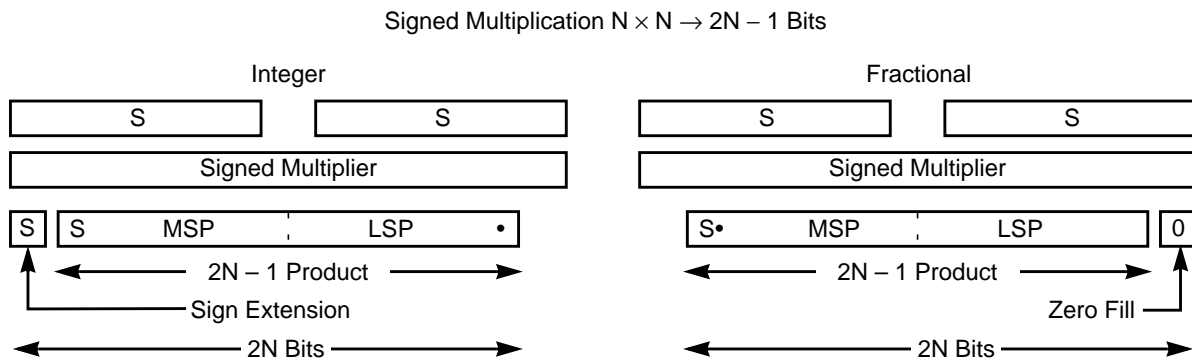 Signed Multiplication N × N → 2N – 1 Bits
Integer
Fractional
S S
S S
Signed Multiplier
Signed Multiplier
S S MSP LSP •
S• MSP LSP 0
2N – 1 Product
2N – 1 Product
Sign Extension
Zero Fill
2N Bits
2N Bits